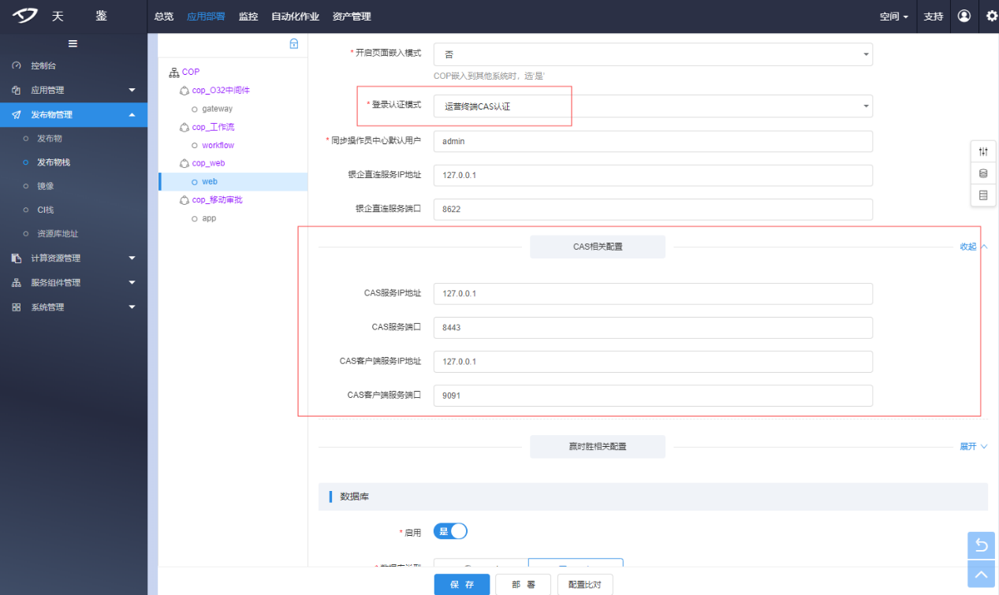 天 鉴
总览 应用部署 监控 自动化作业 资产管理
空间 支持
控制台
应用管理
发布物管理
发布物
发布物栈
镜像
CI栈
资源库地址
计算资源管理
服务组件管理
系统管理
COP
cop_O32中间件
gateway
cop_工作流
workflow
cop_web
web
cop_移动审批
app
* 开启页面嵌入模式 否
COP嵌入到其他系统时，选'是'
* 登录认证模式 运营终端CAS认证
* 同步操作员中心默认用户 admin
银企直连服务IP地址 127.0.0.1
银企直连服务端口 8622
CAS相关配置 收起
CAS服务IP地址 127.0.0.1
CAS服务端口 8443
CAS客户端服务IP地址 127.0.0.1
CAS客户端服务端口 9091
赢时胜相关配置 展开
数据库
* 启用 是
保 存 部 署 配置比对